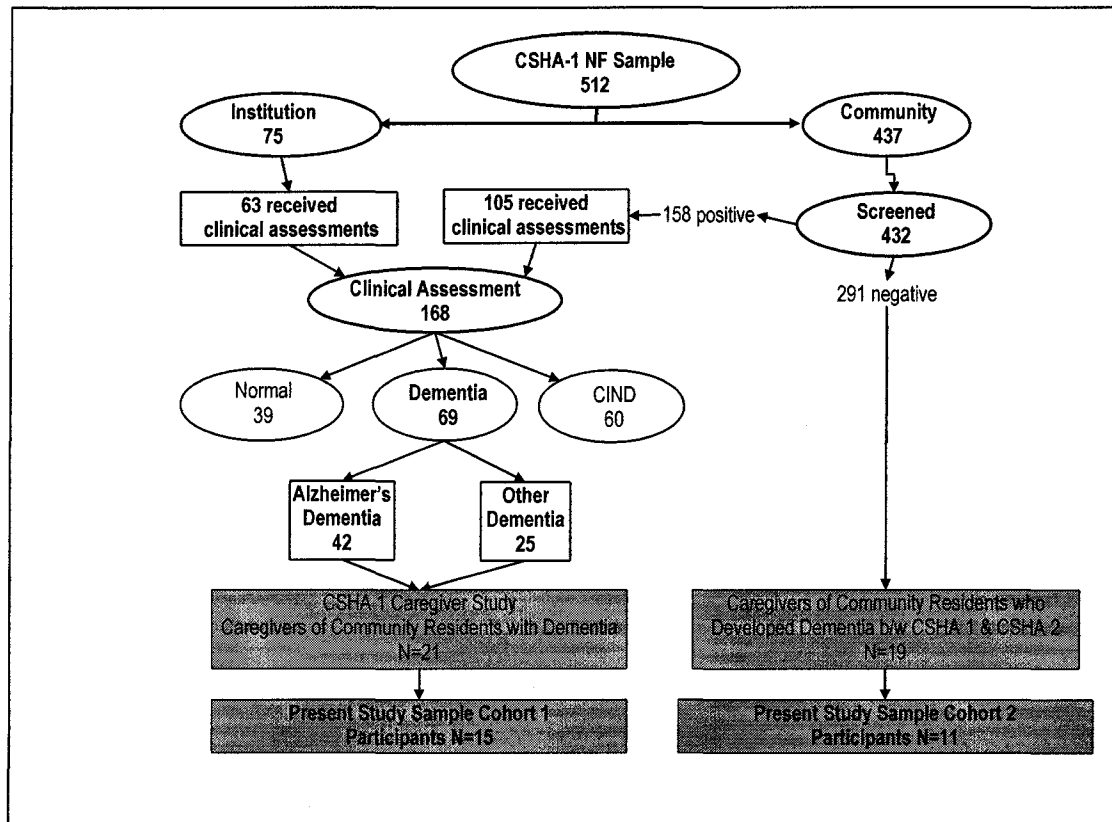 CSHA-1 NF Sample
512
Institution
75
Community
437
63 received
clinical assessments
105 received
clinical assessments
158 positive
Screened
432
291 negative
Clinical Assessment
168
Normal
39
Dementia
69
CIND
60
Alzheimer's
Dementia
42
Other
Dementia
25
CSHA 1 Caregiver Study
Caregivers of Community Residents with Dementia
N=21
Caregivers of Community Residents who
Developed Dementia b/w CSHA 1 & CSHA 2
N=19
Present Study Sample Cohort 1
Participants N=15
Present Study Sample Cohort 2
Participants N=11